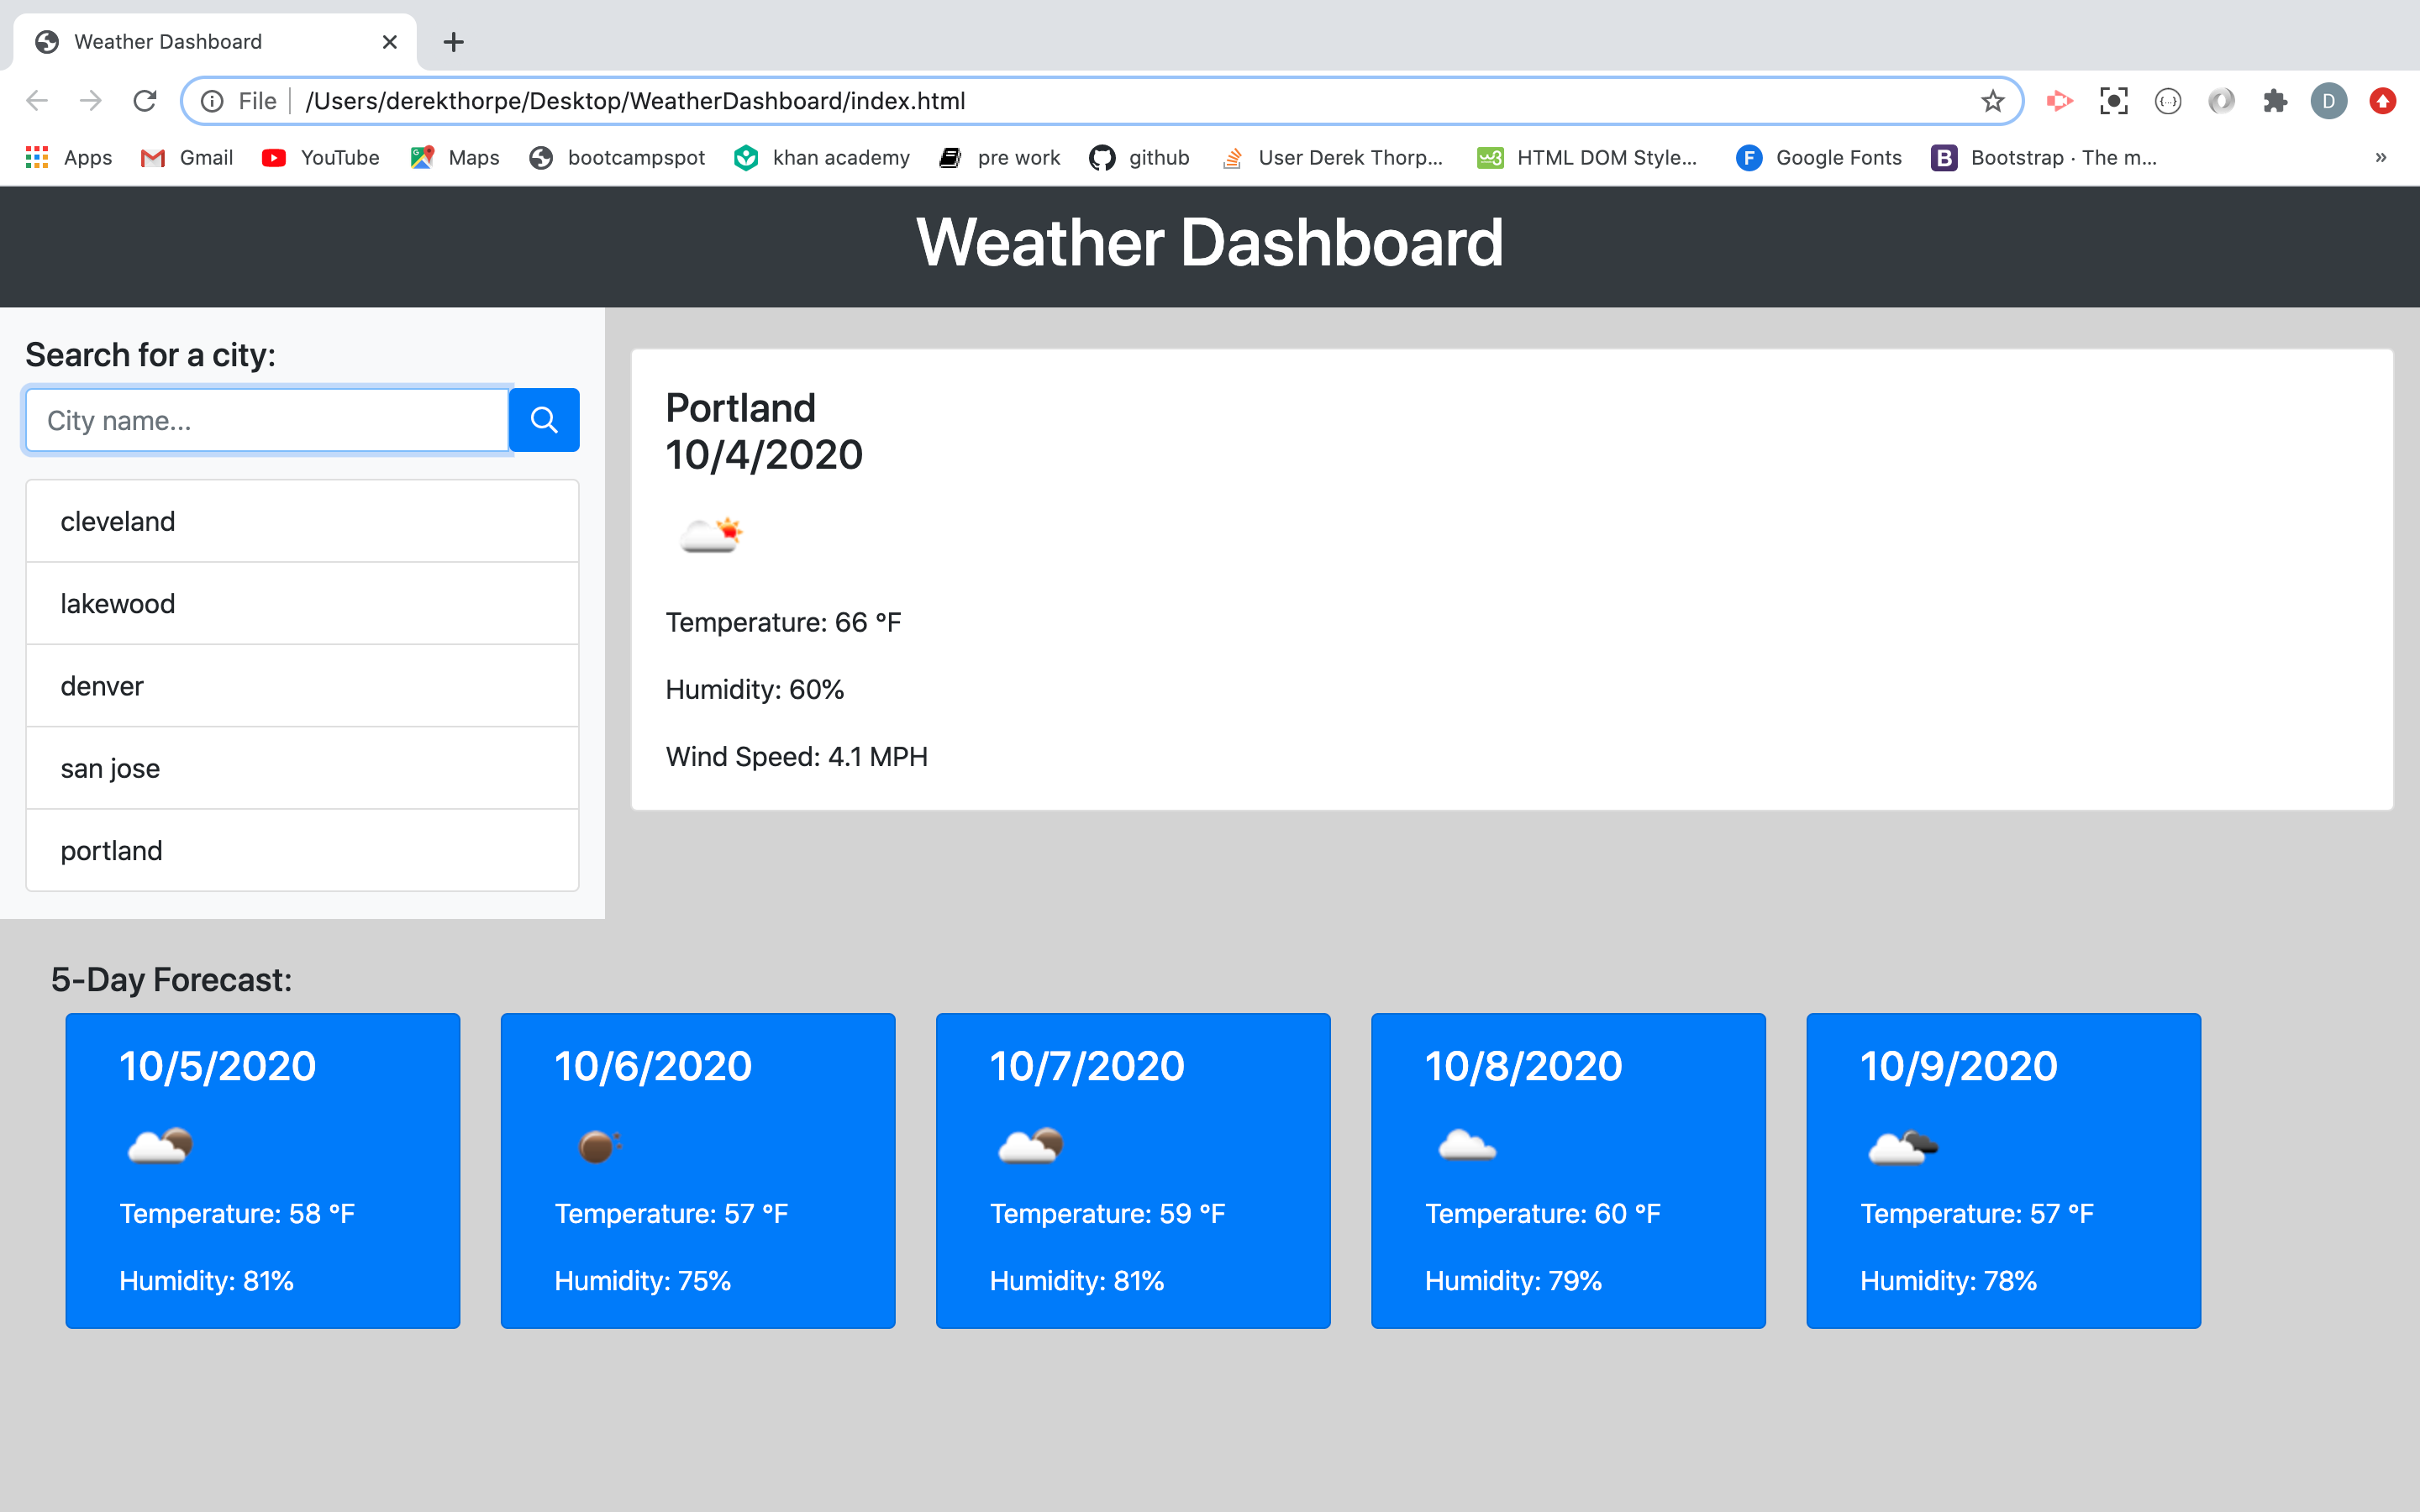 Weather Dashboard
File /Users/derekthorpe/Desktop/WeatherDashboard/index.html
D
Apps Gmail YouTube Maps bootcampspot khan academy pre work github User Derek Thorp... HTML DOM Style... Google Fonts Bootstrap · The m... »
Weather Dashboard
Search for a city:
City name...
cleveland
lakewood
denver
san jose
portland
Portland
10/4/2020
Temperature: 66 °F
Humidity: 60%
Wind Speed: 4.1 MPH
5-Day Forecast:
10/5/2020 10/6/2020 10/7/2020 10/8/2020 10/9/2020
Temperature: 58 °F Temperature: 57 °F Temperature: 59 °F Temperature: 60 °F Temperature: 57 °F
Humidity: 81% Humidity: 75% Humidity: 81% Humidity: 79% Humidity: 78%